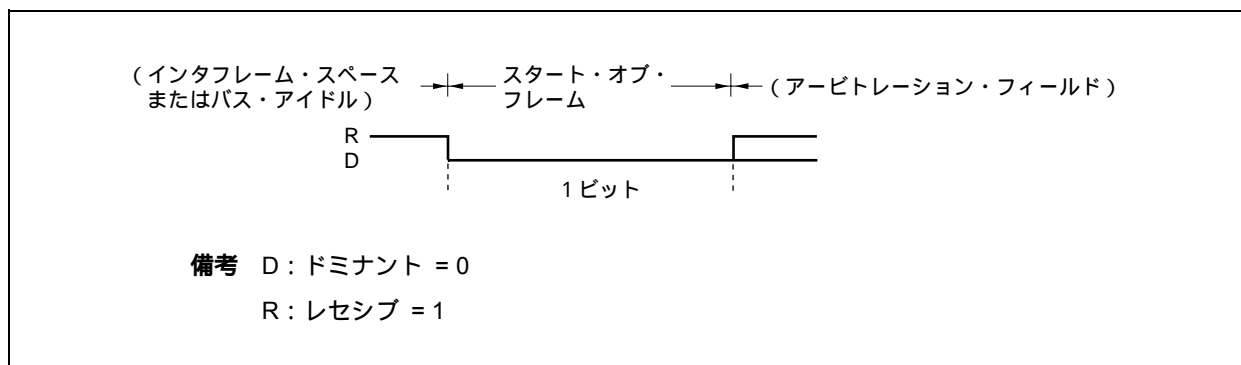 (インタフレーム・スペース
またはバス・アイドル)
スタート・オブ・
フレーム
(アービトレーション・フィールド)
R
D
1 ビット
備考 D:ドミナント = 0
R:レセシブ = 1